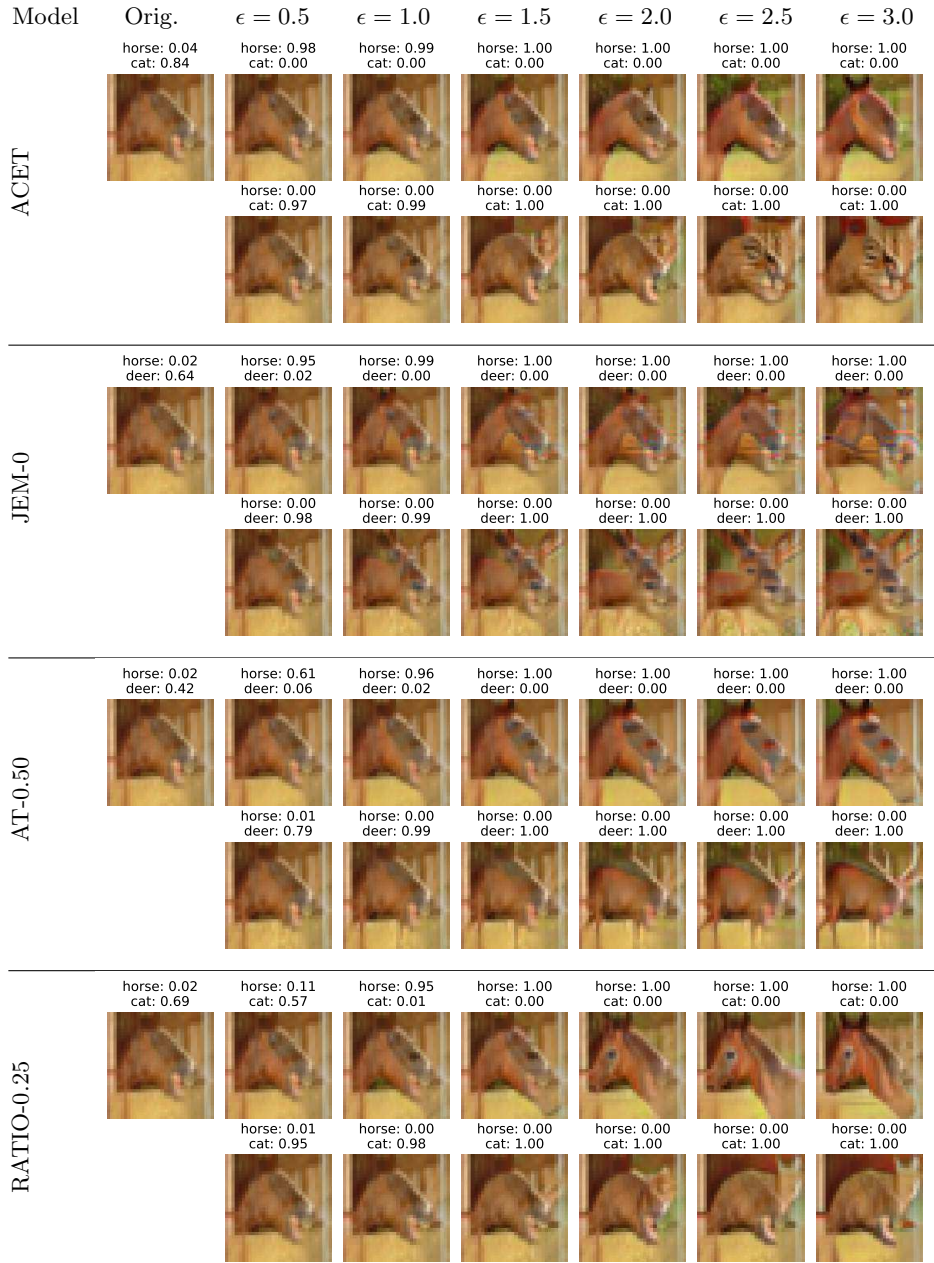 Model Orig. ϵ = 0.5 ϵ = 1.0 ϵ = 1.5 ϵ = 2.0 ϵ = 2.5 ϵ = 3.0
ACET
horse: 0.04 horse: 0.98 horse: 0.99 horse: 1.00 horse: 1.00 horse: 1.00 horse: 1.00
cat: 0.84 cat: 0.00 cat: 0.00 cat: 0.00 cat: 0.00 cat: 0.00 cat: 0.00
horse: 0.00 horse: 0.00 horse: 0.00 horse: 0.00 horse: 0.00 horse: 0.00
cat: 0.97 cat: 0.99 cat: 1.00 cat: 1.00 cat: 1.00 cat: 1.00
JEM-0
horse: 0.02 horse: 0.95 horse: 0.99 horse: 1.00 horse: 1.00 horse: 1.00 horse: 1.00
deer: 0.64 deer: 0.02 deer: 0.00 deer: 0.00 deer: 0.00 deer: 0.00 deer: 0.00
horse: 0.00 horse: 0.00 horse: 0.00 horse: 0.00 horse: 0.00 horse: 0.00
deer: 0.98 deer: 0.99 deer: 1.00 deer: 1.00 deer: 1.00 deer: 1.00
AT-0.50
horse: 0.02 horse: 0.61 horse: 0.96 horse: 1.00 horse: 1.00 horse: 1.00 horse: 1.00
deer: 0.42 deer: 0.06 deer: 0.02 deer: 0.00 deer: 0.00 deer: 0.00 deer: 0.00
horse: 0.01 horse: 0.00 horse: 0.00 horse: 0.00 horse: 0.00 horse: 0.00
deer: 0.79 deer: 0.99 deer: 1.00 deer: 1.00 deer: 1.00 deer: 1.00
RATIO-0.25
horse: 0.02 horse: 0.11 horse: 0.95 horse: 1.00 horse: 1.00 horse: 1.00 horse: 1.00
cat: 0.69 cat: 0.57 cat: 0.01 cat: 0.00 cat: 0.00 cat: 0.00 cat: 0.00
horse: 0.01 horse: 0.00 horse: 0.00 horse: 0.00 horse: 0.00 horse: 0.00
cat: 0.95 cat: 0.98 cat: 1.00 cat: 1.00 cat: 1.00 cat: 1.00